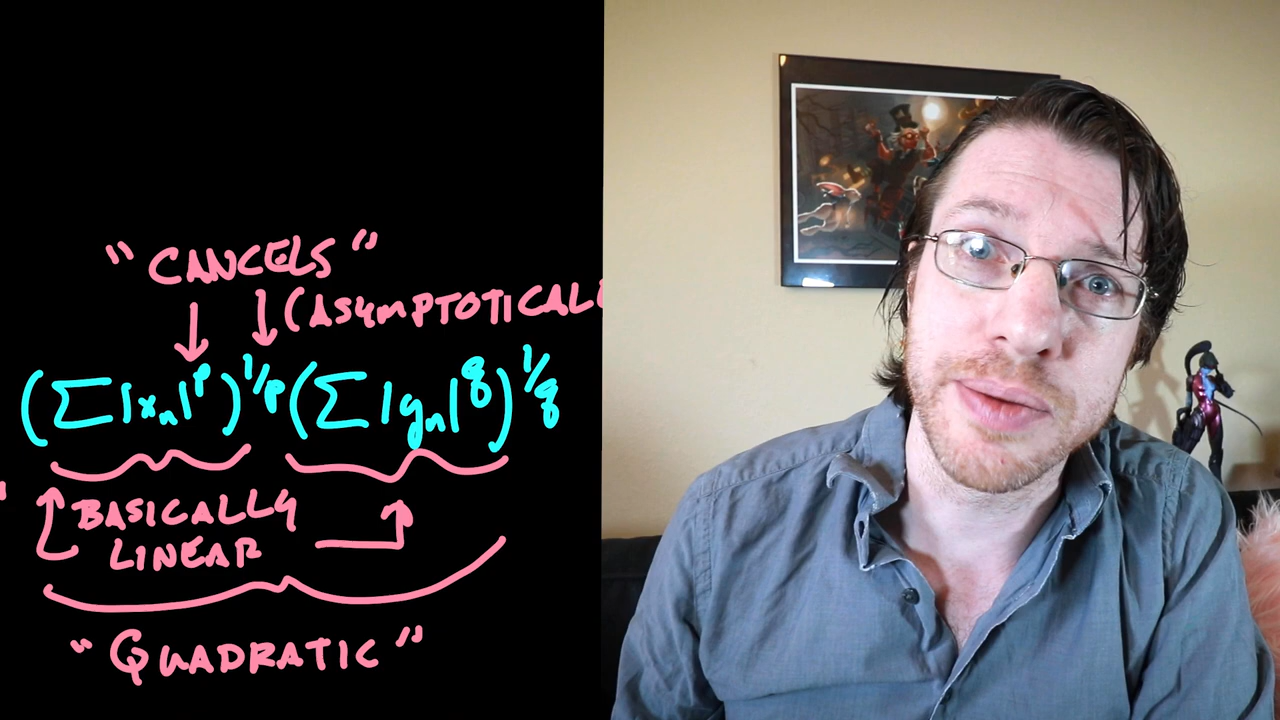 "CANCELS"
↓ ↓ (ASYMPTOTICAL
(∑|xₙ|ᵖ)^1/p (∑|yₙ|^q)^1/q
" BASICALLY
LINEAR
"QUADRATIC"